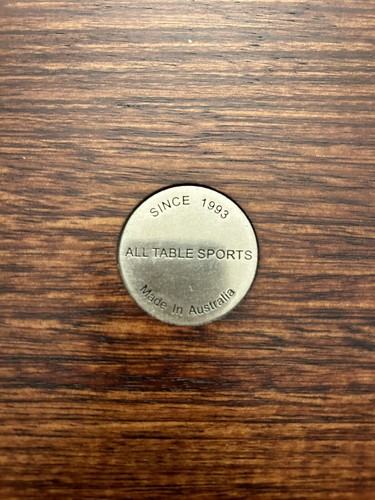 SINCE 1993
ALL TABLE SPORTS
Made In Australia